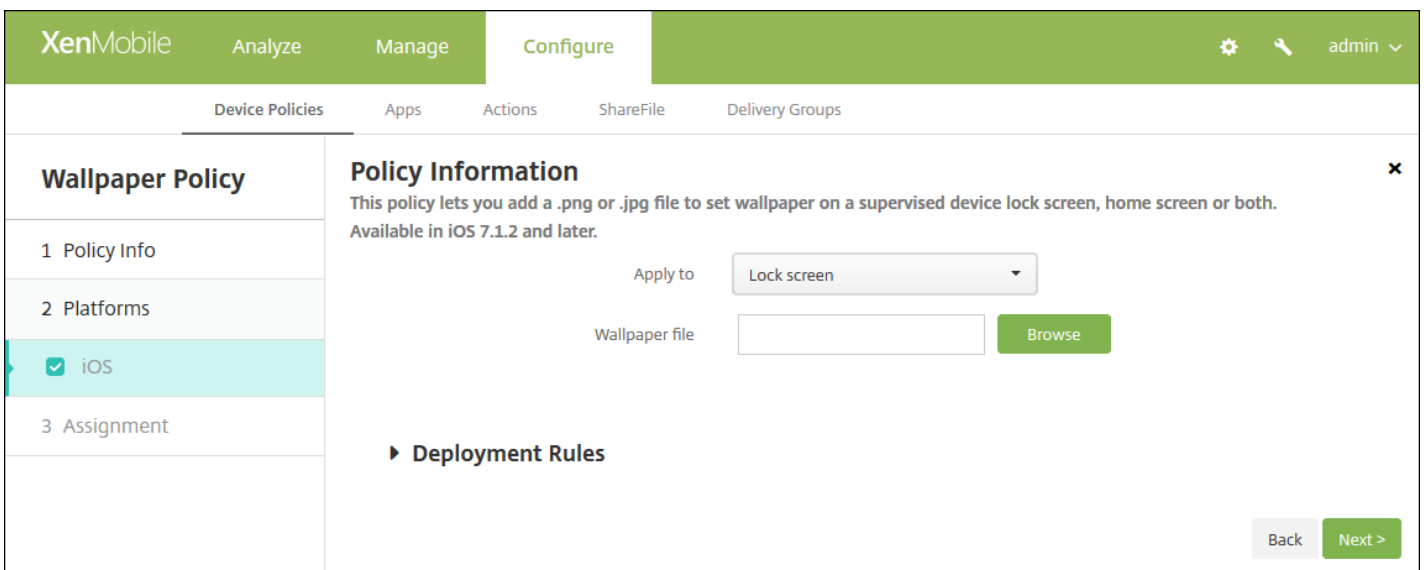 XenMobile Analyze Manage Configure admin
Device Policies Apps Actions ShareFile Delivery Groups
Wallpaper Policy
1 Policy Info
2 Platforms
iOS
3 Assignment
Policy Information
This policy lets you add a .png or .jpg file to set wallpaper on a supervised device lock screen, home screen or both.
Available in iOS 7.1.2 and later.
Apply to Lock screen
Wallpaper file Browse
Deployment Rules
Back Next >